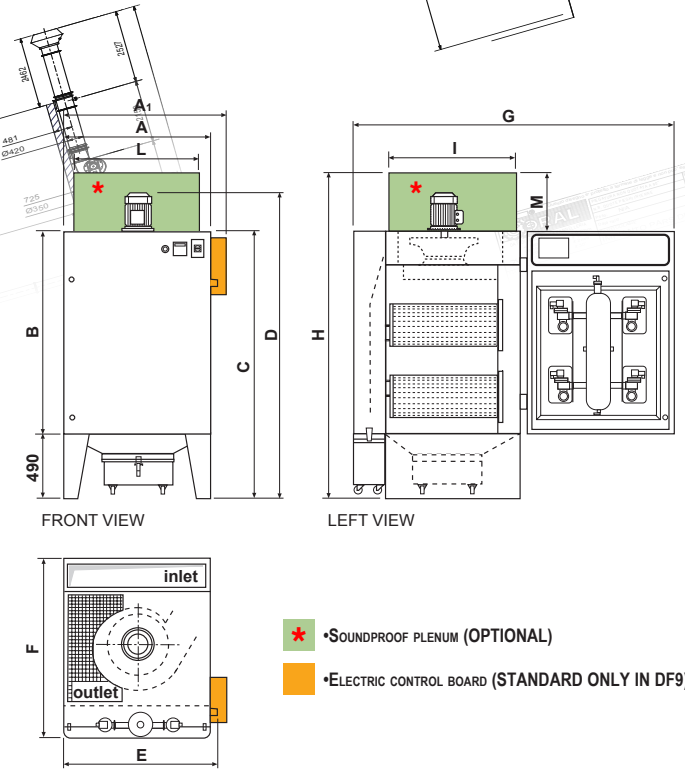 2527
2462
A1
A
L
481
Ø420
725
Ø350
*
B
C
D
490
FRONT VIEW
G
I
*
M
H
LEFT VIEW
inlet
outlet
F
E
* •SOUNDPROOF PLENUM (OPTIONAL)
•ELECTRIC CONTROL BOARD (STANDARD ONLY IN DF9)